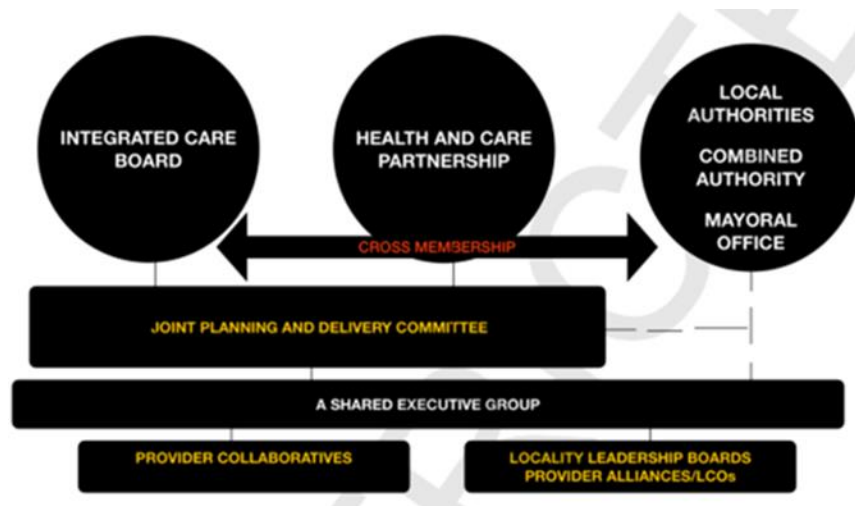 INTEGRATED CARE
BOARD
HEALTH AND CARE
PARTNERSHIP
LOCAL
AUTHORITIES
COMBINED
AUTHORITY
MAYORAL
OFFICE
CROSS MEMBERSHIP
JOINT PLANNING AND DELIVERY COMMITTEE
A SHARED EXECUTIVE GROUP
PROVIDER COLLABORATIVES
LOCALITY LEADERSHIP BOARDS
PROVIDER ALLIANCES/LCOs